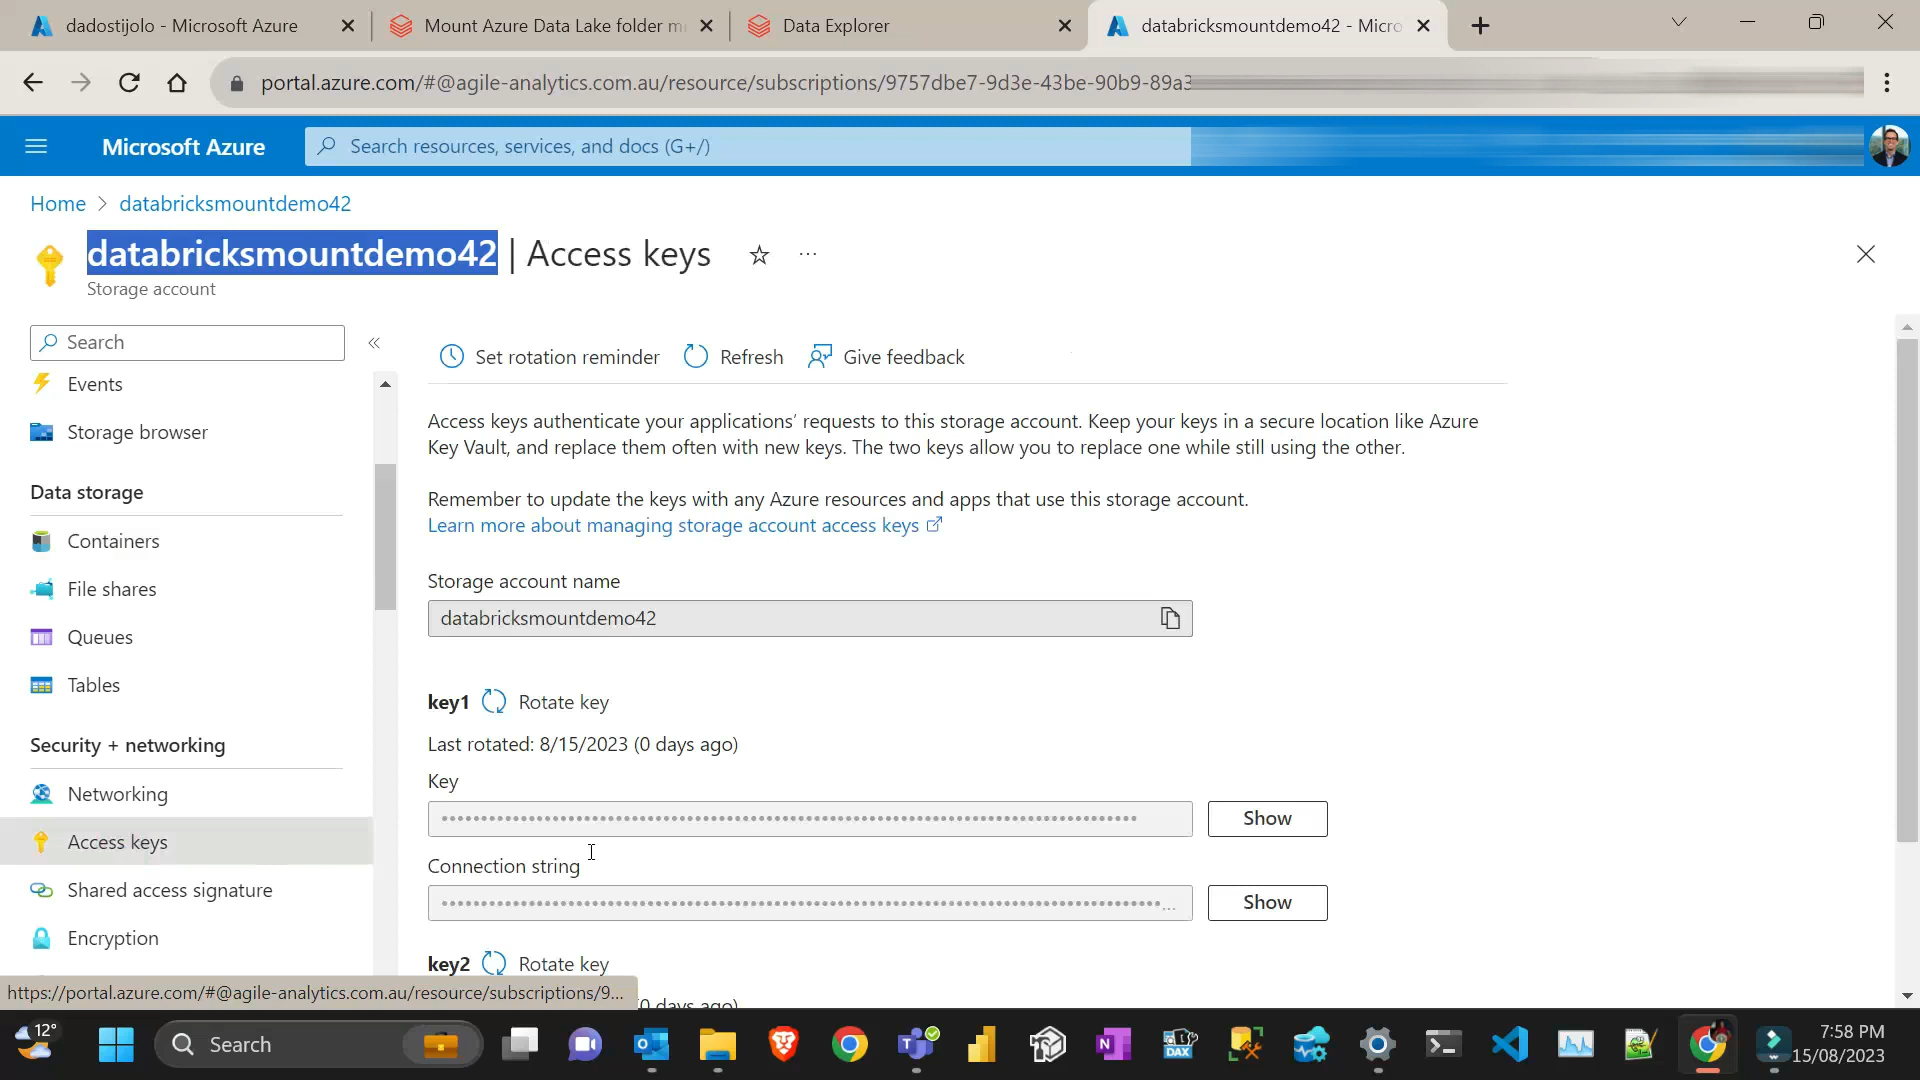 dadostijolo - Microsoft Azure
Mount Azure Data Lake folder m
Data Explorer
databricksmountdemo42 - Micro
portal.azure.com/#@agile-analytics.com.au/resource/subscriptions/9757dbe7-9d3e-43be-90b9-89a3
Microsoft Azure
Search resources, services, and docs (G+/)
Home > databricksmountdemo42
databricksmountdemo42 | Access keys
Storage account
Search
Events
Storage browser
Data storage
Containers
File shares
Queues
Tables
Security + networking
Networking
Access keys
Shared access signature
Encryption
Set rotation reminder
Refresh
Give feedback
Access keys authenticate your applications’ requests to this storage account. Keep your keys in a secure location like Azure
Key Vault, and replace them often with new keys. The two keys allow you to replace one while still using the other.
Remember to update the keys with any Azure resources and apps that use this storage account.
Learn more about managing storage account access keys
Storage account name
databricksmountdemo42
key1 Rotate key
Last rotated: 8/15/2023 (0 days ago)
Key
Show
Connection string
Show
key2 Rotate key
(0 days ago)
https://portal.azure.com/#@agile-analytics.com.au/resource/subscriptions/9...
12°
Search
DAX
7:58 PM
15/08/2023